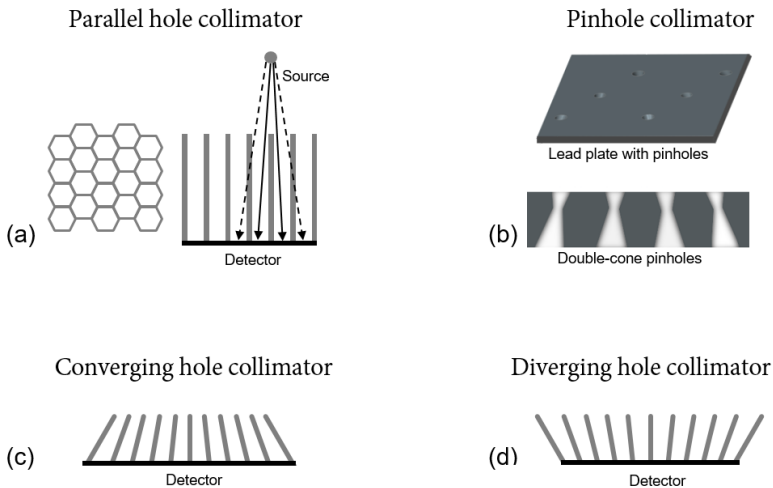 Parallel hole collimator
Pinhole collimator
Source
Lead plate with pinholes
(a)
Detector
(b)
Double-cone pinholes
Converging hole collimator
Diverging hole collimator
(c)
Detector
(d)
Detector